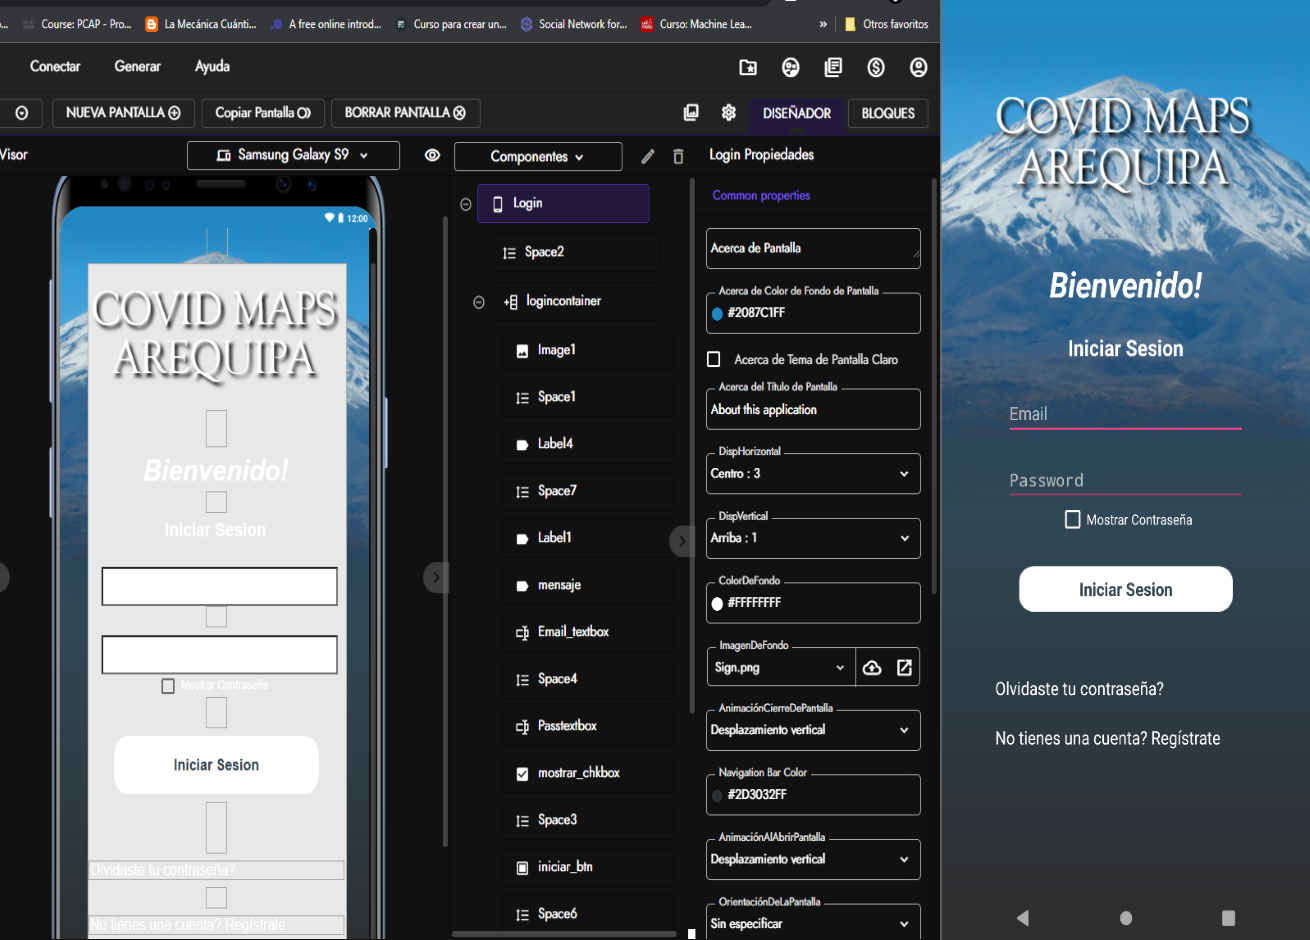 Course: PCAP - Pro...
La Mecánica Cuánti...
A free online introd...
Curso para crear un...
Social Network for...
Curso: Machine Lea...
»
Otros favoritos
Conectar
Generar
Ayuda
NUEVA PANTALLA
Copiar Pantalla
BORRAR PANTALLA
DISEÑADOR
BLOQUES
Visor
Samsung Galaxy S9
Componentes
Login Propiedades
12:00
COVID MAPS
AREQUIPA
Bienvenido!
Iniciar Sesion
Mostrar Contraseña
Iniciar Sesion
Olvidaste tu contraseña?
No tienes una cuenta? Regístrate
Login
Space2
logincontainer
Image1
Space1
Label4
Space7
Label1
mensaje
Email_textbox
Space4
Passtextbox
mostrar_chkbox
Space3
iniciar_btn
Space6
Common properties
Acerca de Pantalla
Acerca de Color de Fondo de Pantalla
#2087C1FF
Acerca de Tema de Pantalla Claro
Acerca del Título de Pantalla
About this application
DispHorizontal
Centro : 3
DispVertical
Arriba : 1
ColorDeFondo
#FFFFFFFF
ImagenDeFondo
Sign.png
AnimaciónCierreDePantalla
Desplazamiento vertical
Navigation Bar Color
#2D3032FF
AnimaciónAlAbrirPantalla
Desplazamiento vertical
OrientaciónDeLaPantalla
Sin especificar
COVID MAPS
AREQUIPA
Bienvenido!
Iniciar Sesion
Email
Password
Mostrar Contraseña
Iniciar Sesion
Olvidaste tu contraseña?
No tienes una cuenta? Regístrate